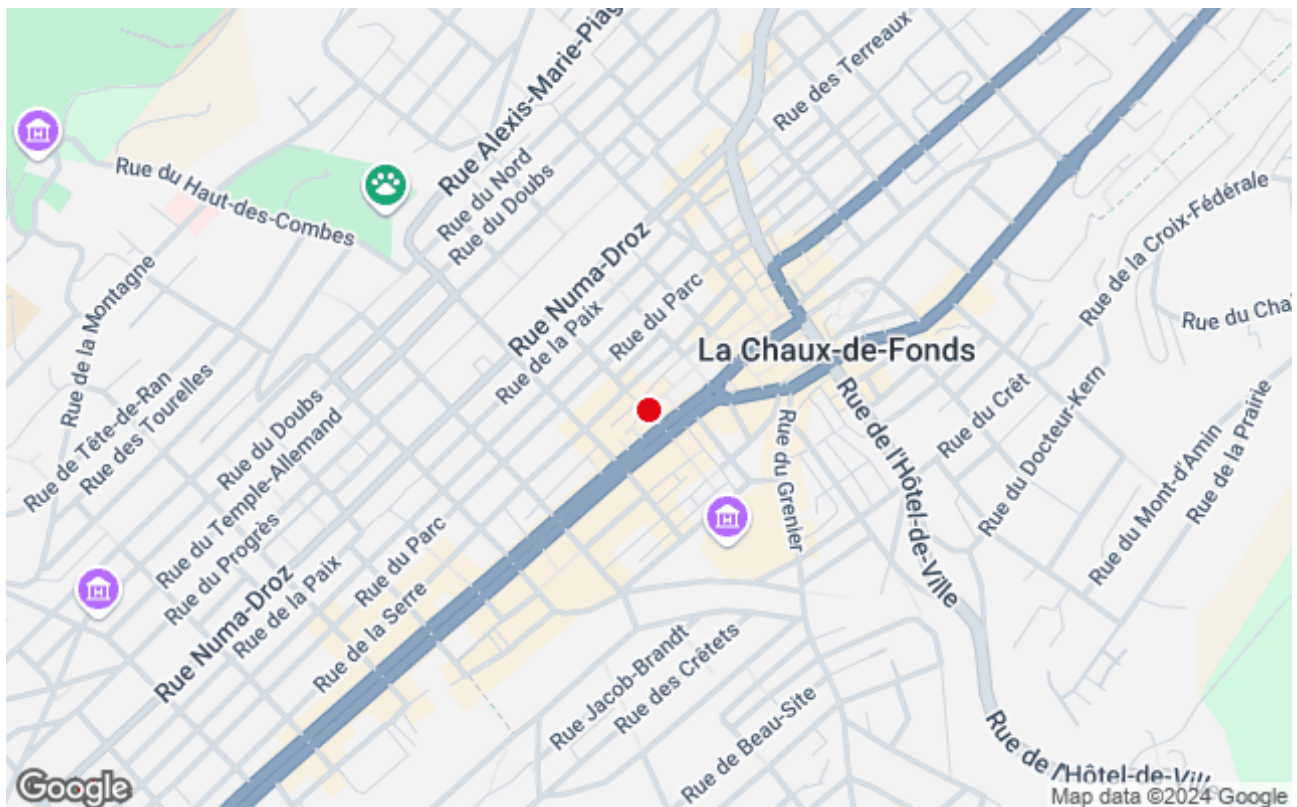 Rue Alexis-Marie-Piag
Rue des Terreaux
Rue du Haut-des-Combes
Rue du Nord
Rue du Doubs
Rue de la Croix-Fédérale
Rue Numa-Droz
Rue du Parc
Rue de la Paix
Rue de la Montagne
Rue du Cha
La Chaux-de-Fonds
Rue de Tête-de-Ran
Rue des Tourelles
Rue du Doubs
Rue du Temple-Allemand
Rue du Progrès
Rue de l'Hôtel-de-Ville
Rue du Crêt
Rue du Docteur-Kern
Rue du Mont-d'Amin
Rue de la Prairie
Rue du Grenier
Rue Numa-Droz
Rue de la Paix
Rue du Parc
Rue de la Serre
Rue Jacob-Brandt
Rue des Crêtets
Rue de Beau-Site
Rue de l'Hôtel-de-Vill
Google
Map data ©2024 Google